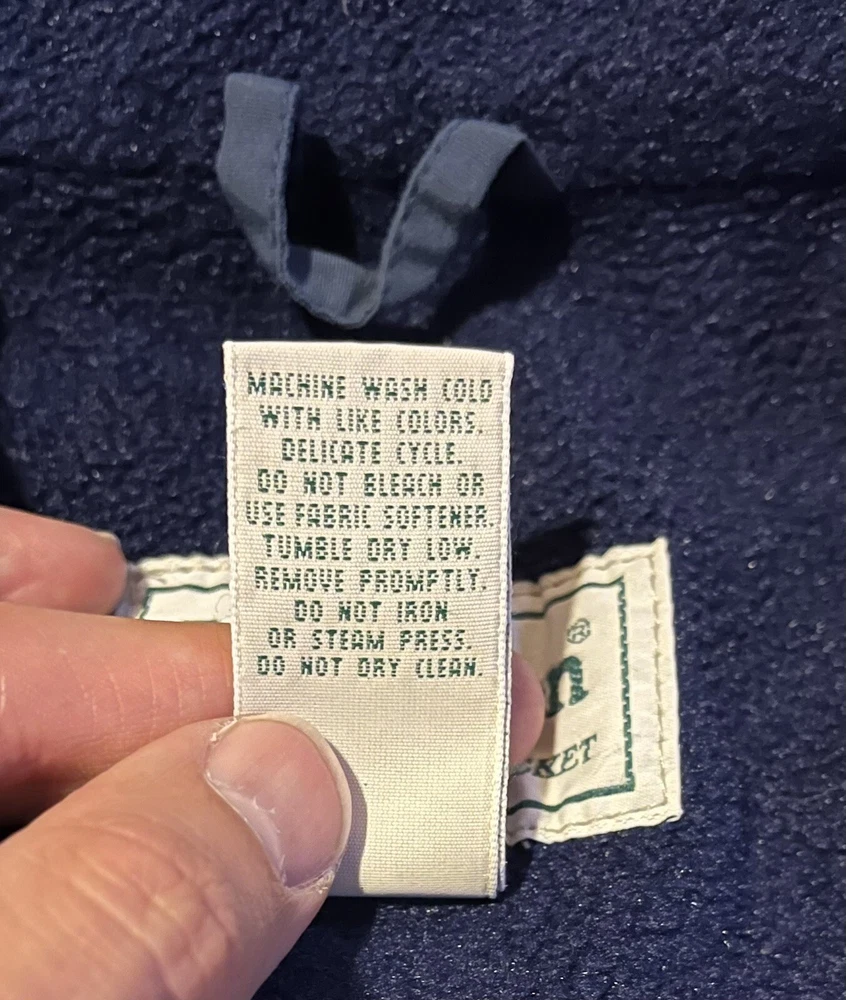 MACHINE WASH COLD
WITH LIKE COLORS.
DELICATE CYCLE.
DO NOT BLEACH OR
USE FABRIC SOFTENER.
TUMBLE DRY LOW.
REMOVE PROMPTLY.
DO NOT IRON
OR STEAM PRESS.
DO NOT DRY CLEAN.
®